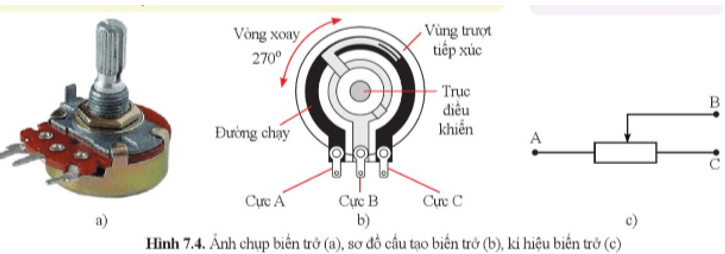 Vòng xoay
270°
Vùng trượt
tiếp xúc
Trục
điều
khiển
Đường chạy
Cực A
Cực B
Cực C
A
B
C
a)
b)
c)
Hình 7.4. Ảnh chụp biến trở (a), sơ đồ cấu tạo biến trở (b), kí hiệu biến trở (c)